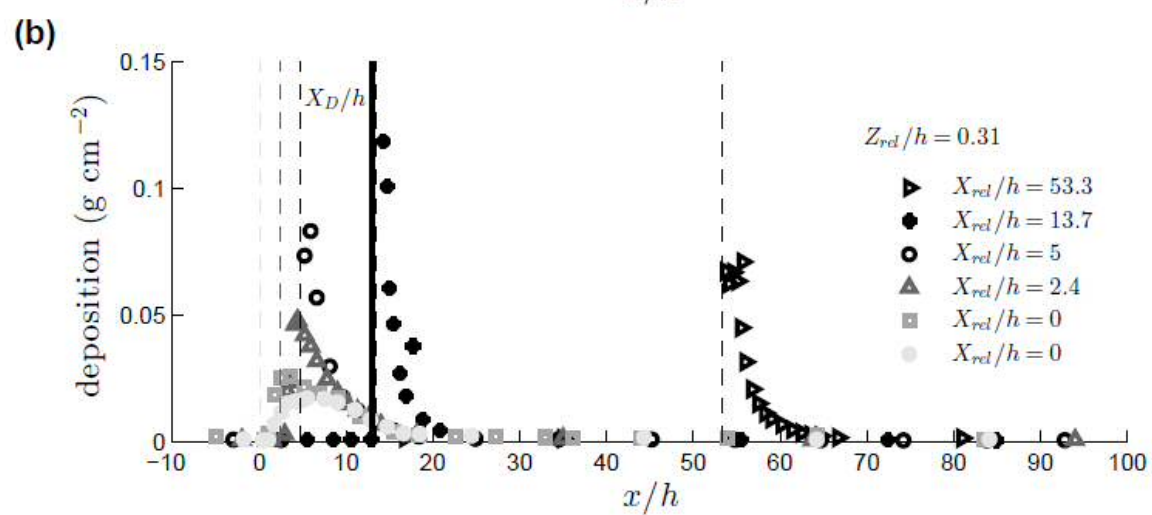 (b)
0.15
0.1
0.05
0
deposition (g cm⁻²)
X_D/h
Z_rel/h = 0.31
X_rel/h = 53.3
X_rel/h = 13.7
X_rel/h = 5
X_rel/h = 2.4
X_rel/h = 0
X_rel/h = 0
−10 0 10 20 30 40 50 60 70 80 90 100
x/h